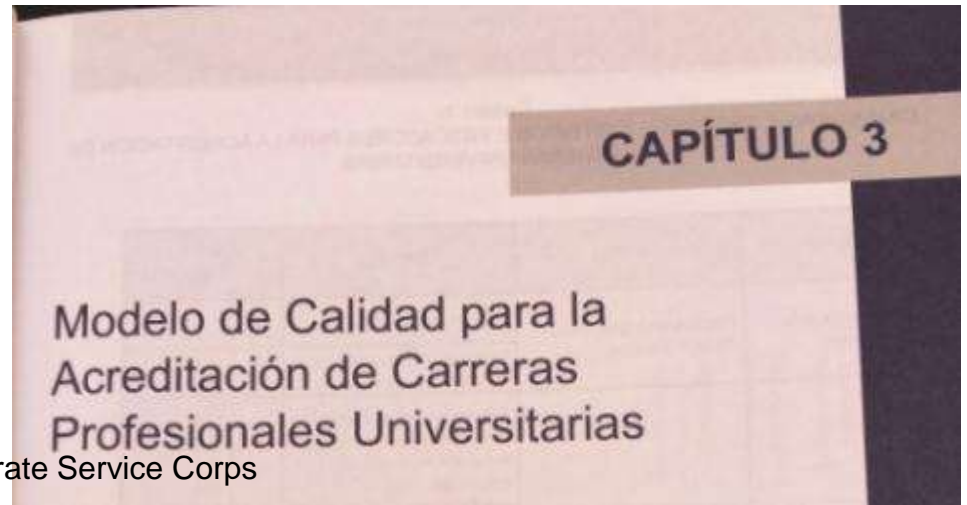 CAPÍTULO 3
Modelo de Calidad para la
Acreditación de Carreras
Profesionales Universitarias
rate Service Corps